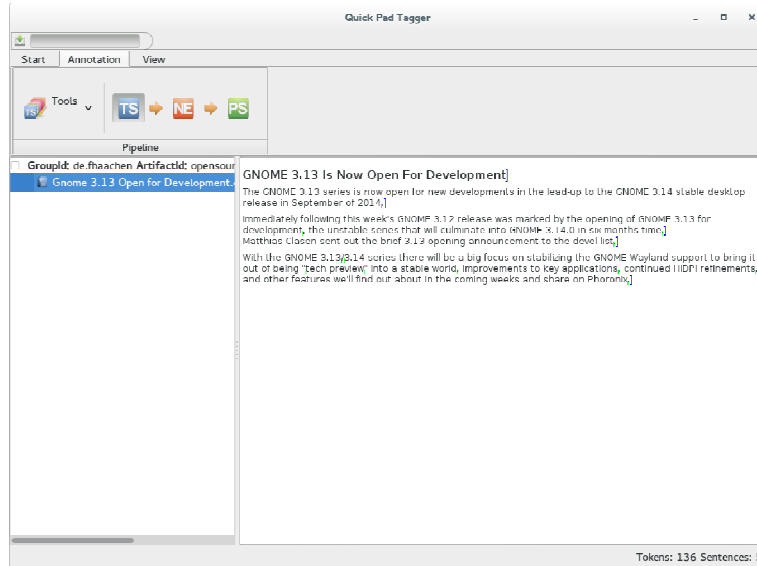 Quick Pad Tagger
Start Annotation View
TS Tools TS NE PS
Pipeline
GroupId: de.fhaachen ArtifactId: opensour
Gnome 3.13 Open for Development.
GNOME 3.13 Is Now Open For Development]
The GNOME 3.13 series is now open for new developments in the lead-up to the GNOME 3.14 stable desktop
release in September of 2014.]
Immediately following this week's GNOME 3.12 release was marked by the opening of GNOME 3.13 for
development, the unstable series that will culminate into GNOME 3.14.0 in six months time.]
Matthias Clasen sent out the brief 3.13 opening announcement to the devel list.]
With the GNOME 3.13/3.14 series there will be a big focus on stabilizing the GNOME Wayland support to bring it
out of being "tech preview" into a stable world, improvements to key applications, continued HiDPI refinements,
and other features we'll find out about in the coming weeks and share on Phoronix.]
Tokens: 136 Sentences: